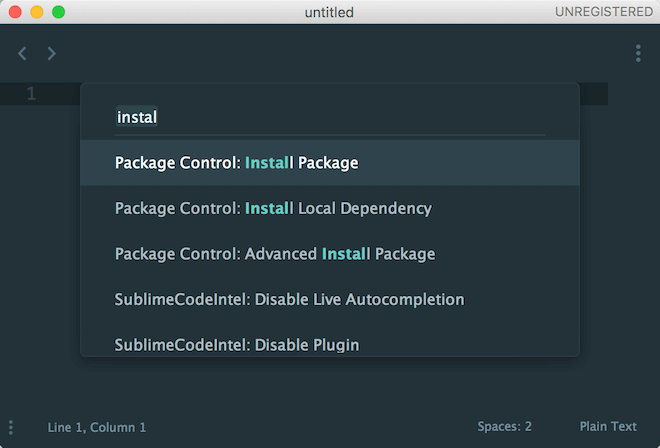 untitled
UNREGISTERED
1
instal
Package Control: Install Package
Package Control: Install Local Dependency
Package Control: Advanced Install Package
SublimeCodeIntel: Disable Live Autocompletion
SublimeCodeIntel: Disable Plugin
Line 1, Column 1
Spaces: 2
Plain Text